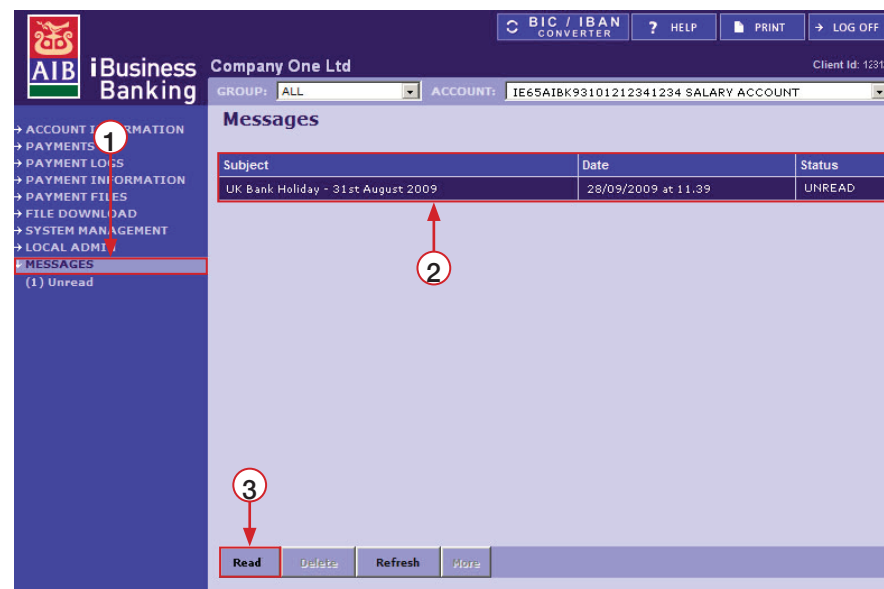 BIC / IBAN
CONVERTER
? HELP
PRINT
→ LOG OFF
AIB
iBusiness
Banking
Company One Ltd
Client Id: 1231
GROUP: ALL
ACCOUNT: IE65AIBK93101212341234 SALARY ACCOUNT
→ ACCOUNT
→ PAYMENTS
→ PAYMENT LOGS
→ PAYMENT INFORMATION
→ PAYMENT FILES
→ FILE DOWNLOAD
→ SYSTEM MANAGEMENT
→ LOCAL ADMIN
MESSAGES
(1) Unread
1
Messages
Subject Date Status
UK Bank Holiday - 31st August 2009 28/09/2009 at 11.39 UNREAD
2
3
Read Delete Refresh More